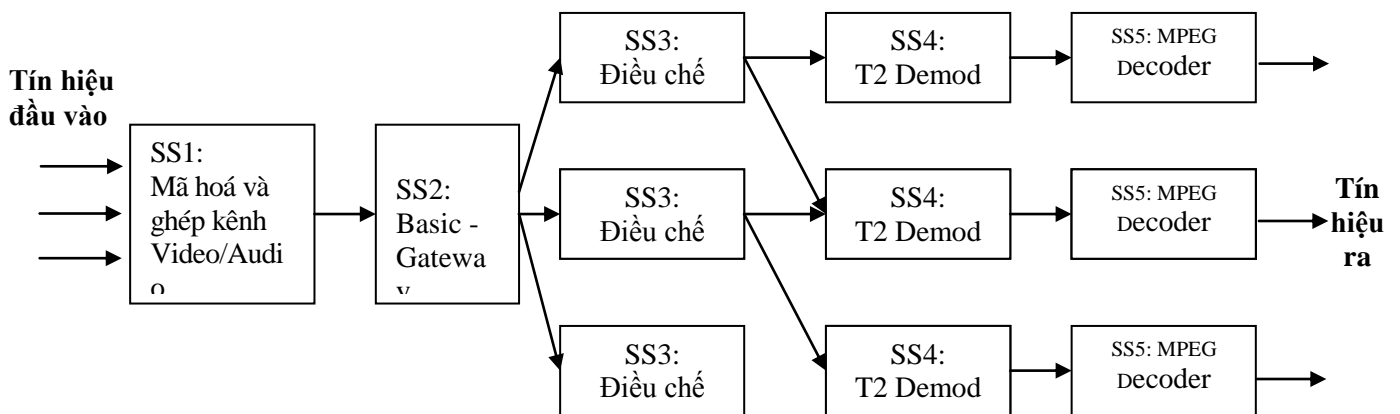 Tín hiệu
đầu vào
SS1:
Mã hoá và
ghép kênh
Video/Audi
o
SS2:
Basic -
Gatewa
y
SS3:
Điều chế
SS3:
Điều chế
SS3:
Điều chế
SS4:
T2 Demod
SS4:
T2 Demod
SS4:
T2 Demod
SS5: MPEG
Decoder
SS5: MPEG
Decoder
SS5: MPEG
Decoder
Tín
hiệu
ra